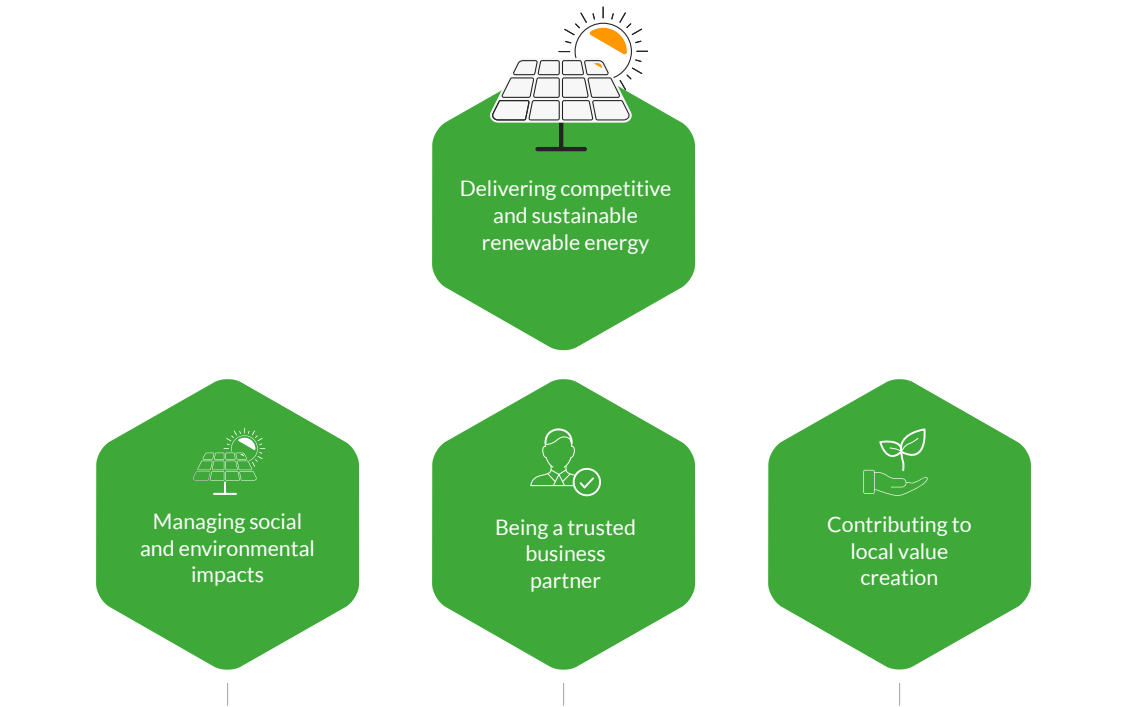 Delivering competitive
and sustainable
renewable energy
Managing social
and environmental
impacts
Being a trusted
business
partner
Contributing to
local value
creation